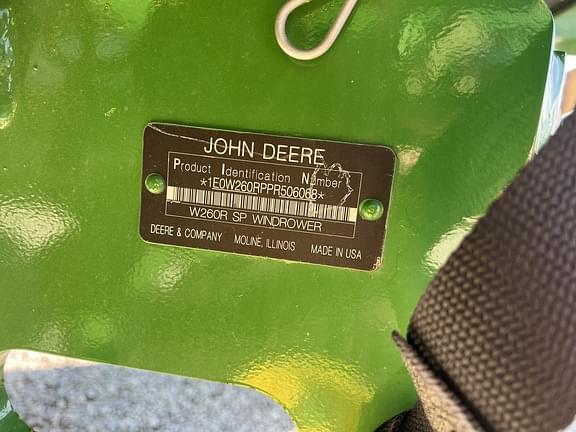 JOHN DEERE
Product Identification Number
*1E0W260RPPR506068*
W260R SP WINDROWER
DEERE & COMPANY MOLINE, ILLINOIS MADE IN USA